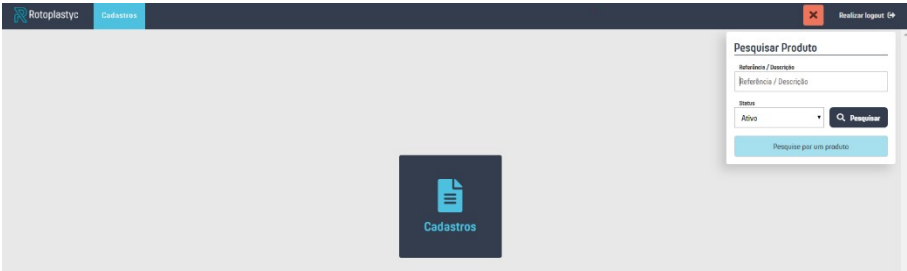 Rotoplastyc
Cadastros
Realizar logout
Pesquisar Produto
Referência / Descrição
Referência / Descrição
Status
Ativo
Pesquisar
Pesquise por um produto
Cadastros